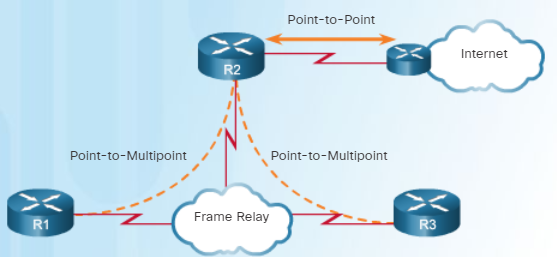 Point-to-Point
Internet
R2
Point-to-Multipoint
Point-to-Multipoint
Frame Relay
R1
R3